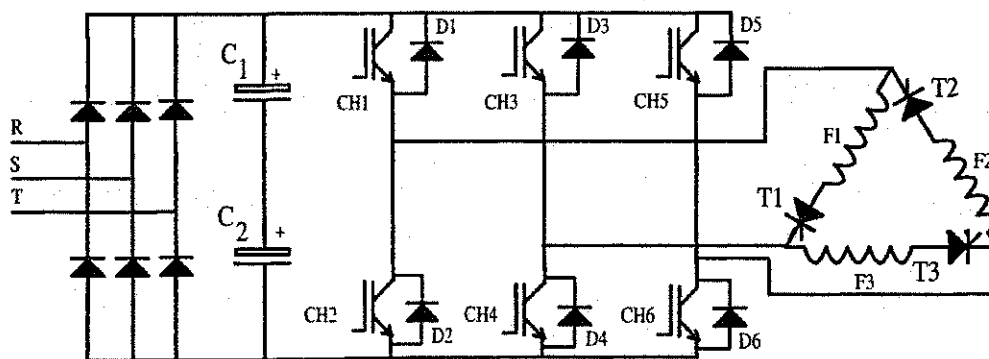 D1
D3
D5
C1
+
CH1
CH3
CH5
T2
R
F1
S
F2
T
T1
C2
+
T3
F3
CH2
D2
CH4
D4
CH6
D6